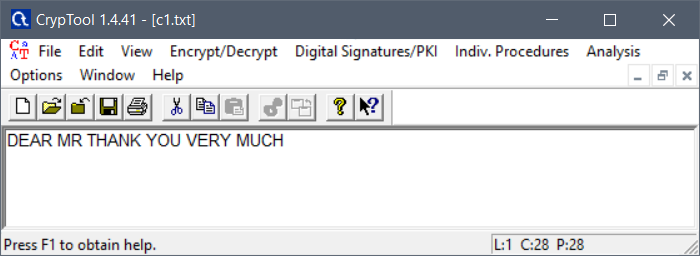 CrypTool 1.4.41 - [c1.txt]
File Edit View Encrypt/Decrypt Digital Signatures/PKI Indiv. Procedures Analysis
Options Window Help
DEAR MR THANK YOU VERY MUCH
Press F1 to obtain help. L:1 C:28 P:28